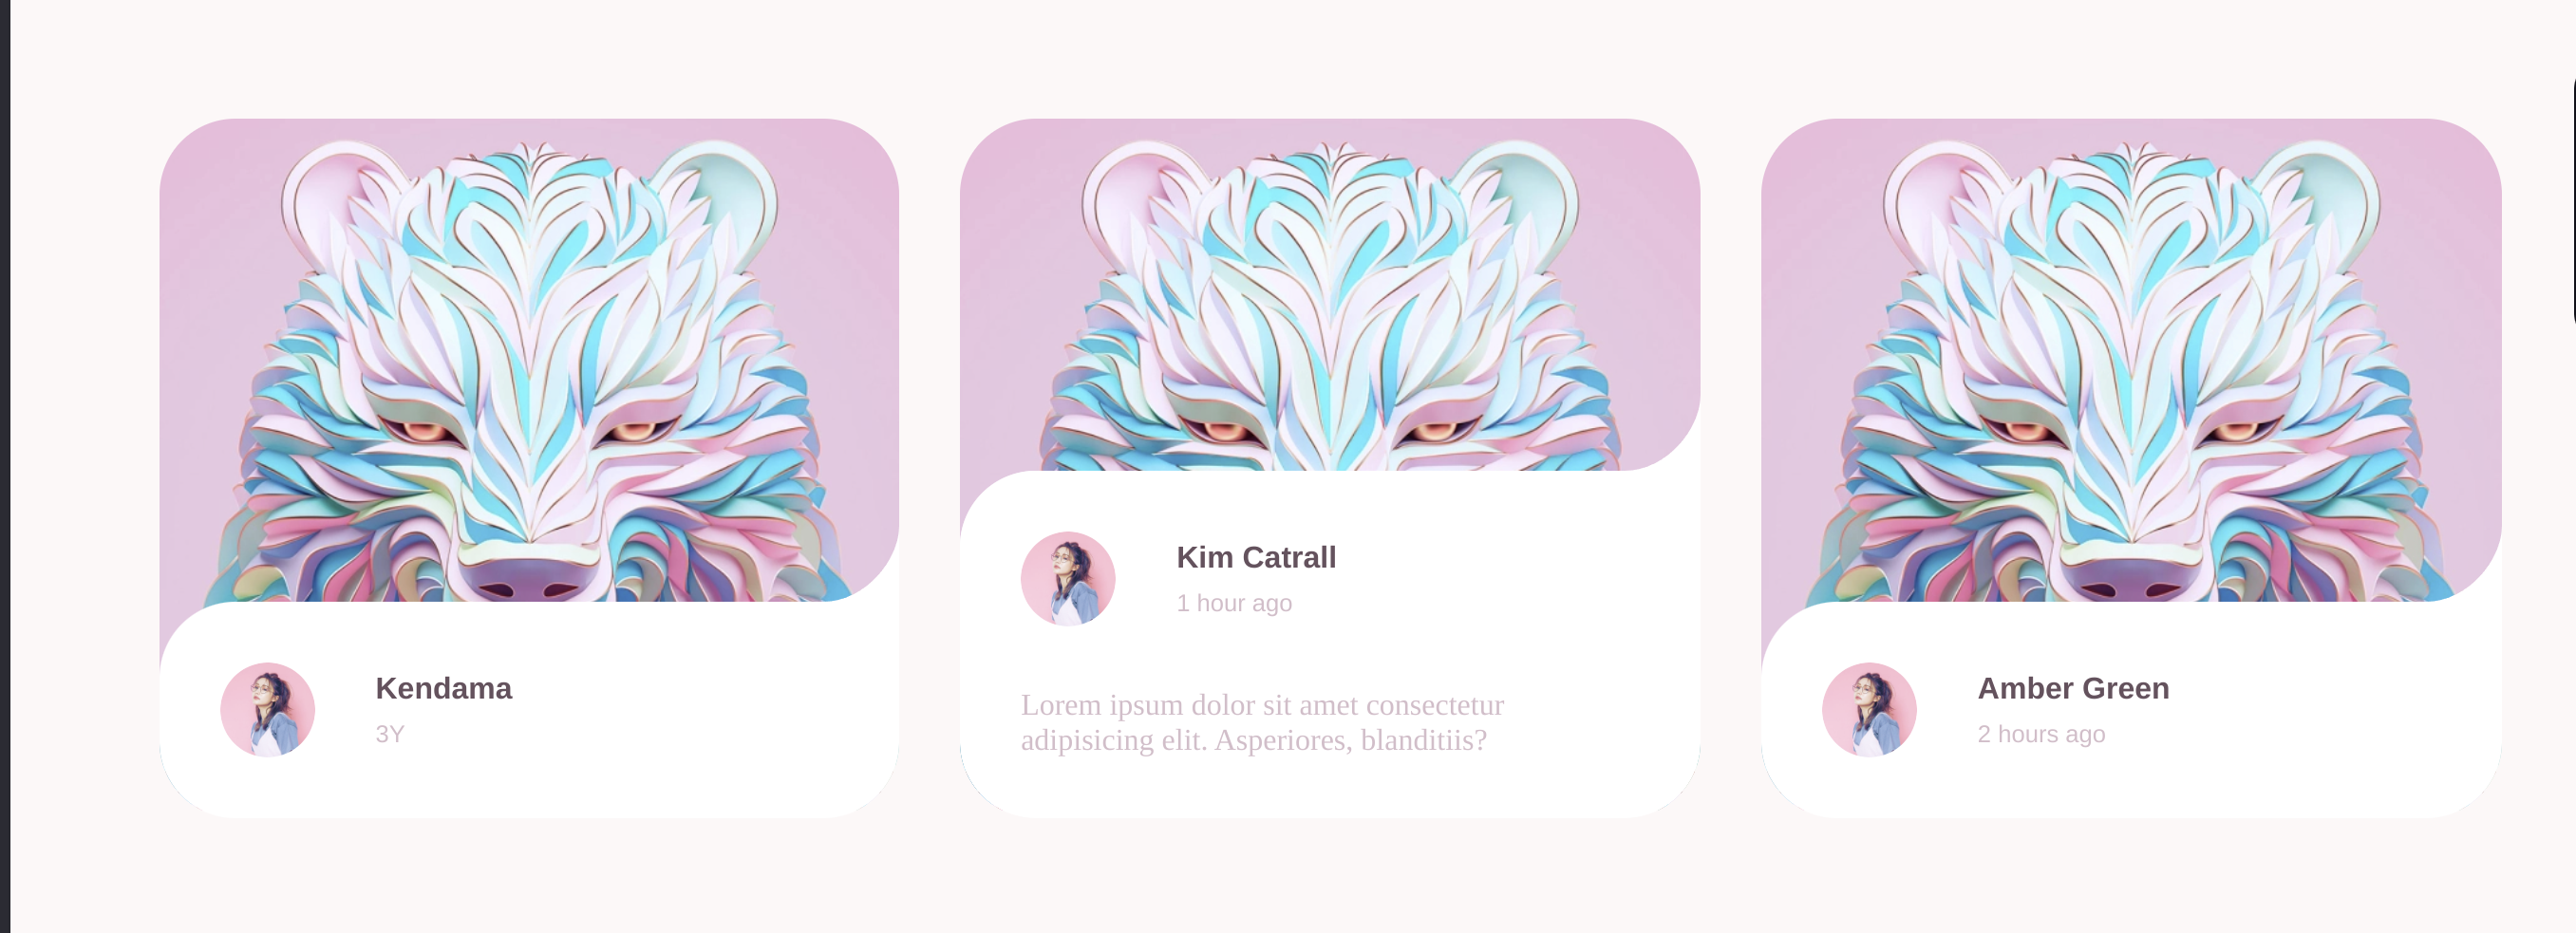 Kendama
3Y
Kim Catrall
1 hour ago
Lorem ipsum dolor sit amet consectetur
adipisicing elit. Asperiores, blanditiis?
Amber Green
2 hours ago